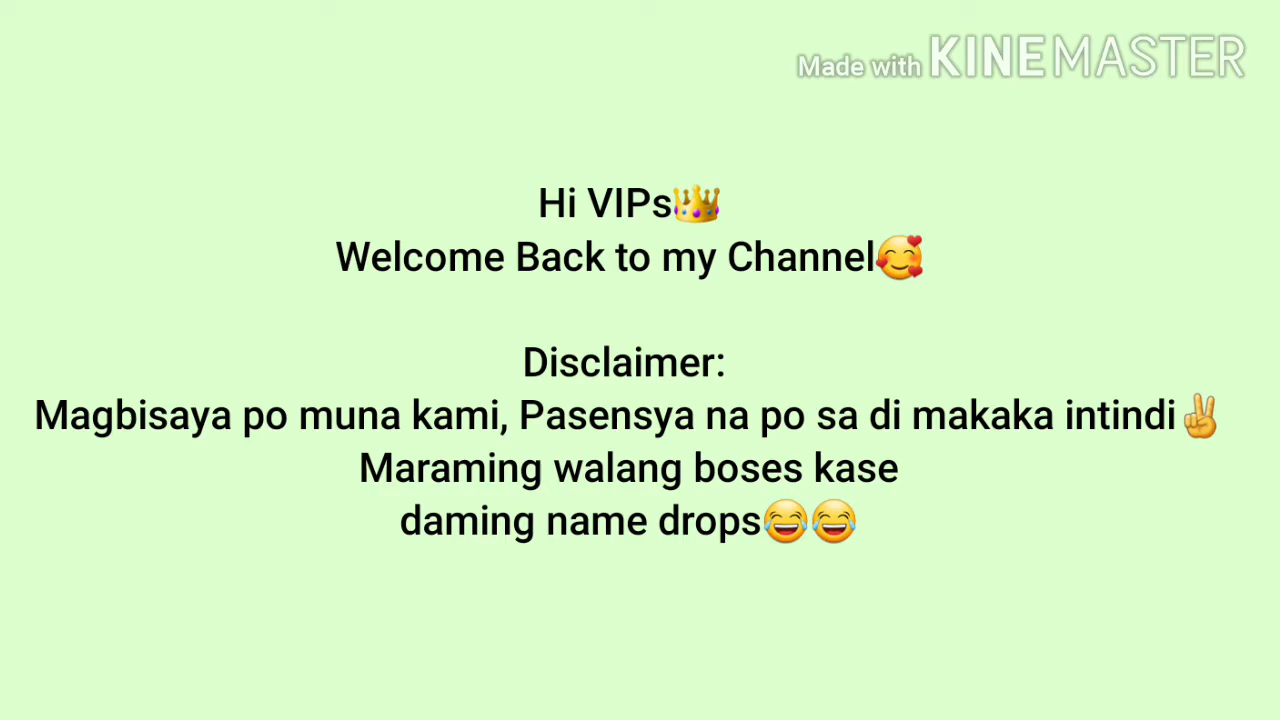 Made with KINEMASTER
Hi VIPs👑
Welcome Back to my Channel🥰
Disclaimer:
Magbisaya po muna kami, Pasensya na po sa di makaka intindi✌
Maraming walang boses kase
daming name drops😂😂